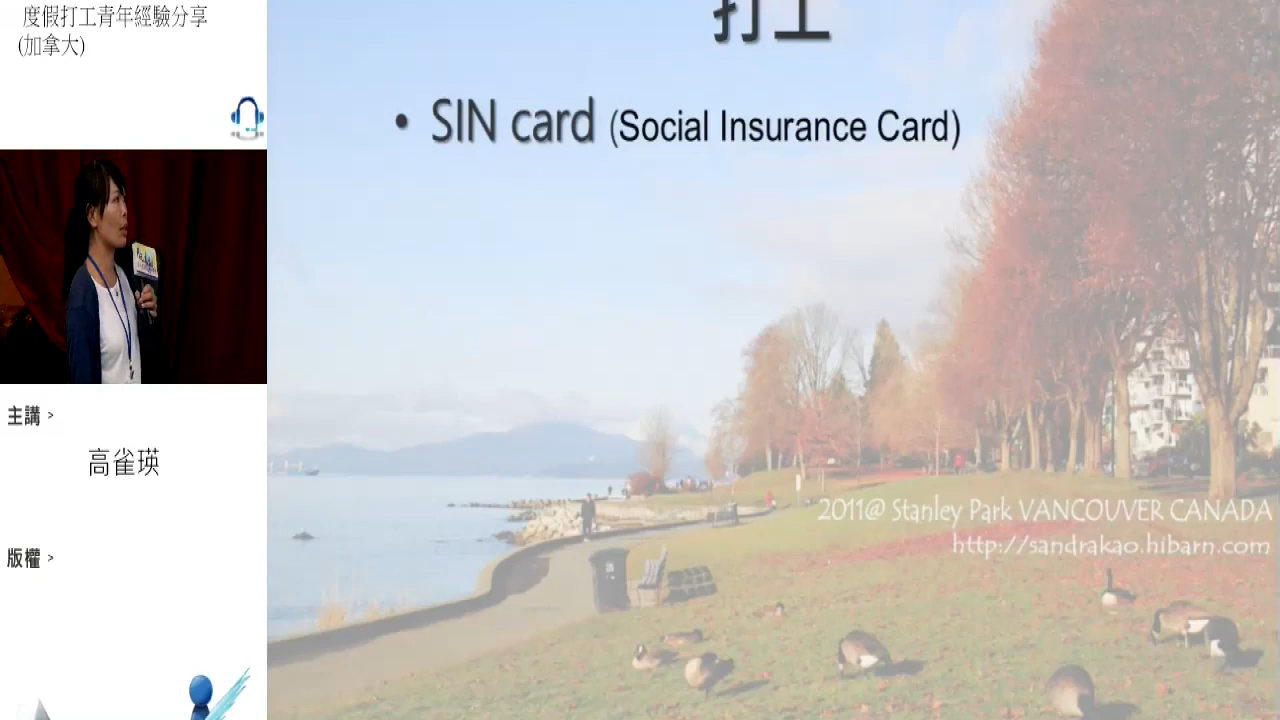 度假打工青年經驗分享
(加拿大)
主講 >
高雀瑛
版權 >
打工
• SIN card (Social Insurance Card)
2011@ Stanley Park VANCOUVER CANADA
http://sandrakao.hibarn.com